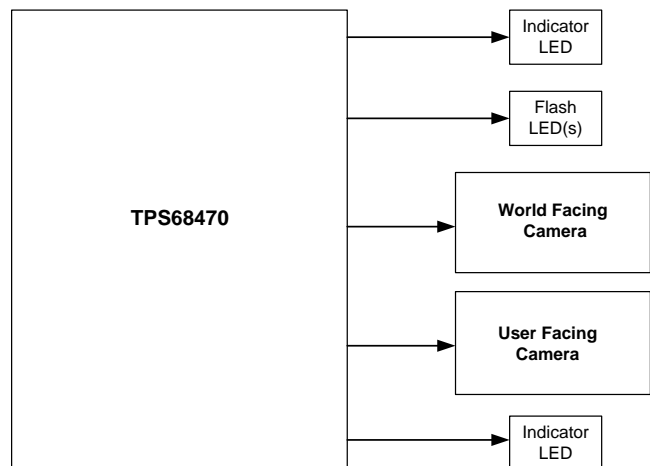 Indicator
LED
Flash
LED(s)
TPS68470
World Facing
Camera
User Facing
Camera
Indicator
LED